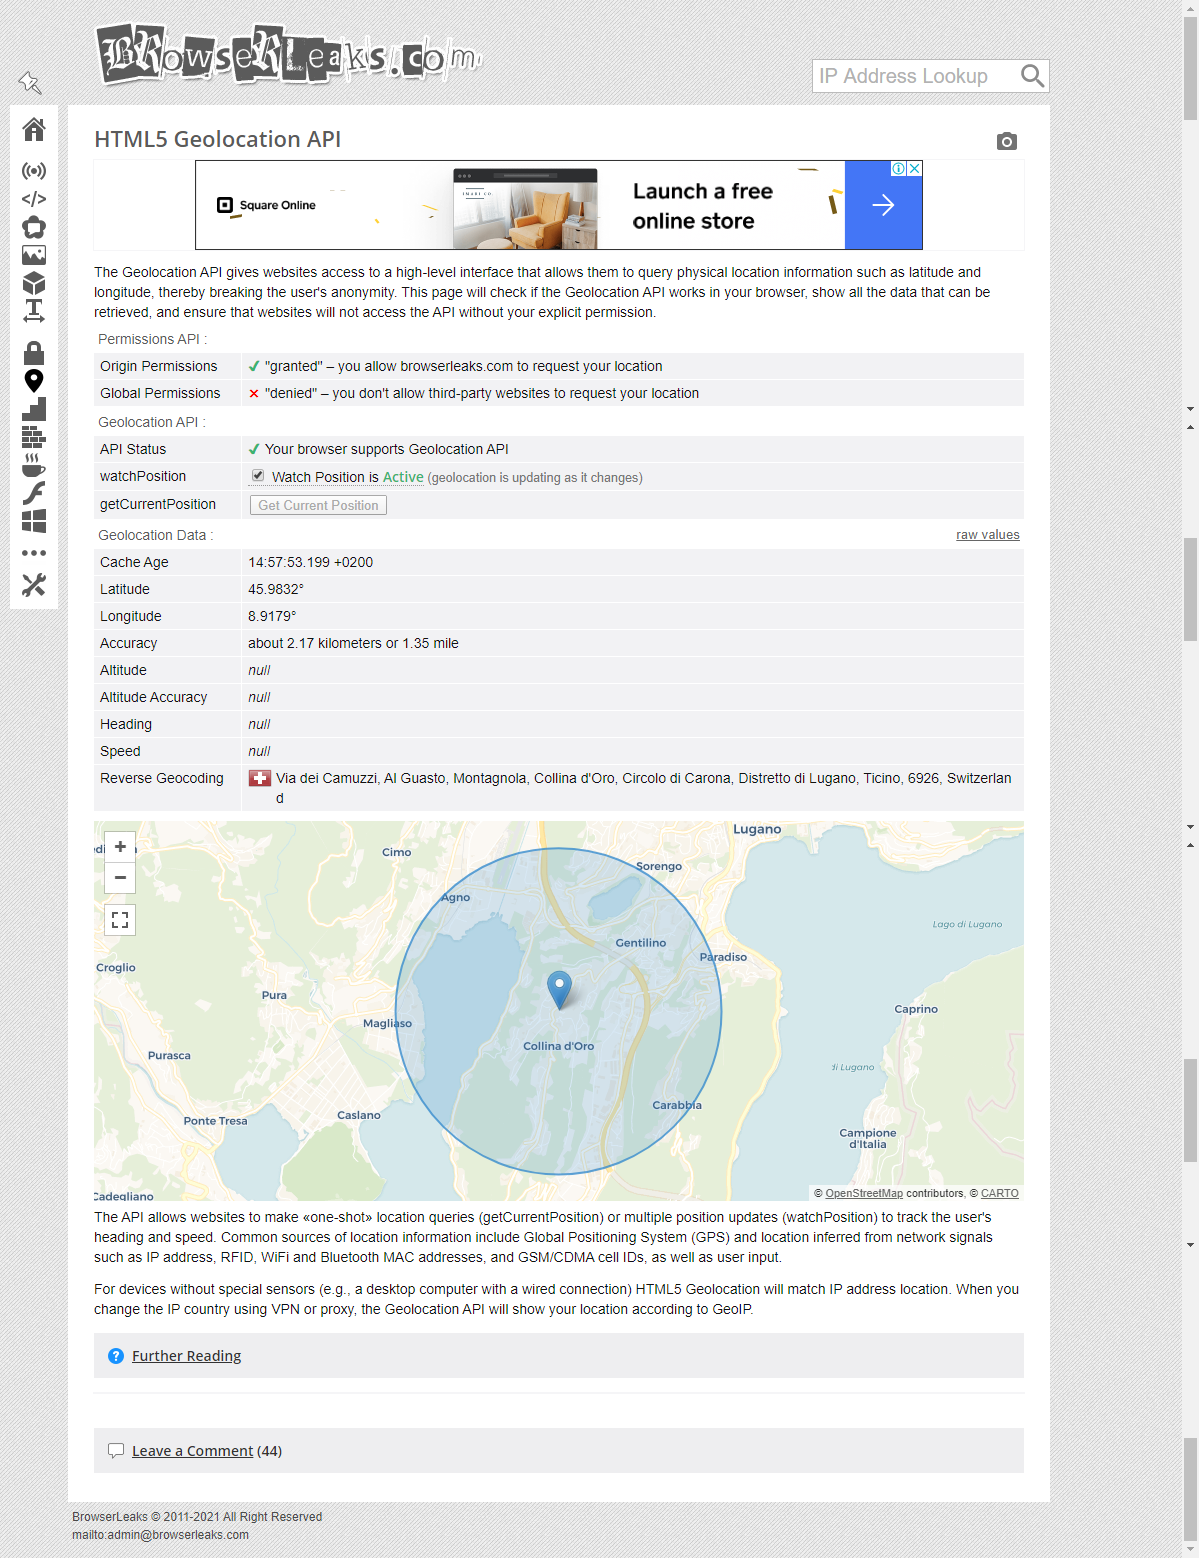 BRowseRLeaks.com
IP Address Lookup
HTML5 Geolocation API
Square Online
Launch a free
online store
The Geolocation API gives websites access to a high-level interface that allows them to query physical location information such as latitude and
longitude, thereby breaking the user's anonymity. This page will check if the Geolocation API works in your browser, show all the data that can be
retrieved, and ensure that websites will not access the API without your explicit permission.
Permissions API :
Origin Permissions "granted" – you allow browserleaks.com to request your location
Global Permissions "denied" – you don't allow third-party websites to request your location
Geolocation API :
API Status Your browser supports Geolocation API
watchPosition Watch Position is Active (geolocation is updating as it changes)
getCurrentPosition Get Current Position
Geolocation Data : raw values
Cache Age 14:57:53.199 +0200
Latitude 45.9832°
Longitude 8.9179°
Accuracy about 2.17 kilometers or 1.35 mile
Altitude null
Altitude Accuracy null
Heading null
Speed null
Reverse Geocoding Via dei Camuzzi, Al Guasto, Montagnola, Collina d'Oro, Circolo di Carona, Distretto di Lugano, Ticino, 6926, Switzerlan
d
+
−
Lugano
Cimo
Sorengo
Agno
Lago di Lugano
Gentilino
Paradiso
Croglio
Pura
Caprino
Magliaso
Collina d'Oro
Purasca
di Lugano
Carabbia
Caslano
Ponte Tresa
Campione
d'Italia
Cadegliano
© OpenStreetMap contributors, © CARTO
The API allows websites to make «one-shot» location queries (getCurrentPosition) or multiple position updates (watchPosition) to track the user's
heading and speed. Common sources of location information include Global Positioning System (GPS) and location inferred from network signals
such as IP address, RFID, WiFi and Bluetooth MAC addresses, and GSM/CDMA cell IDs, as well as user input.
For devices without special sensors (e.g., a desktop computer with a wired connection) HTML5 Geolocation will match IP address location. When you
change the IP country using VPN or proxy, the Geolocation API will show your location according to GeoIP.
Further Reading
Leave a Comment (44)
BrowserLeaks © 2011-2021 All Right Reserved
mailto:admin@browserleaks.com